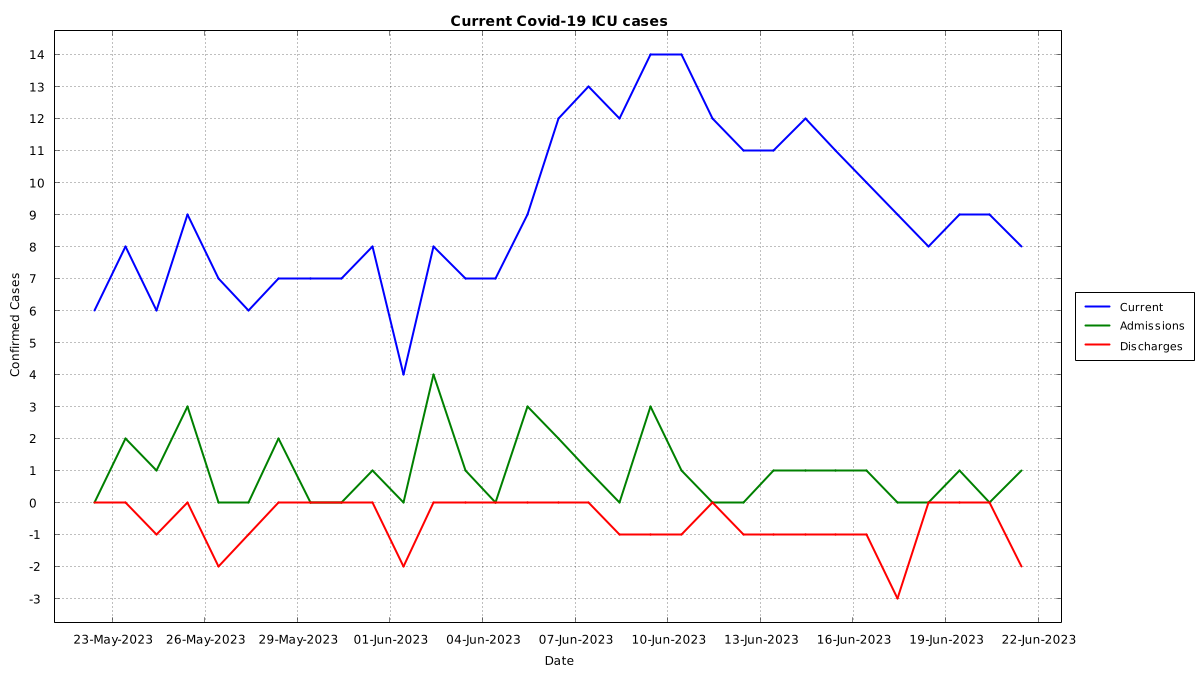 Current Covid-19 ICU cases
14
13
12
11
10
9
8
7
6
5
4
3
2
1
0
-1
-2
-3
Confirmed Cases
23-May-2023 26-May-2023 29-May-2023 01-Jun-2023 04-Jun-2023 07-Jun-2023 10-Jun-2023 13-Jun-2023 16-Jun-2023 19-Jun-2023 22-Jun-2023
Date
Current
Admissions
Discharges